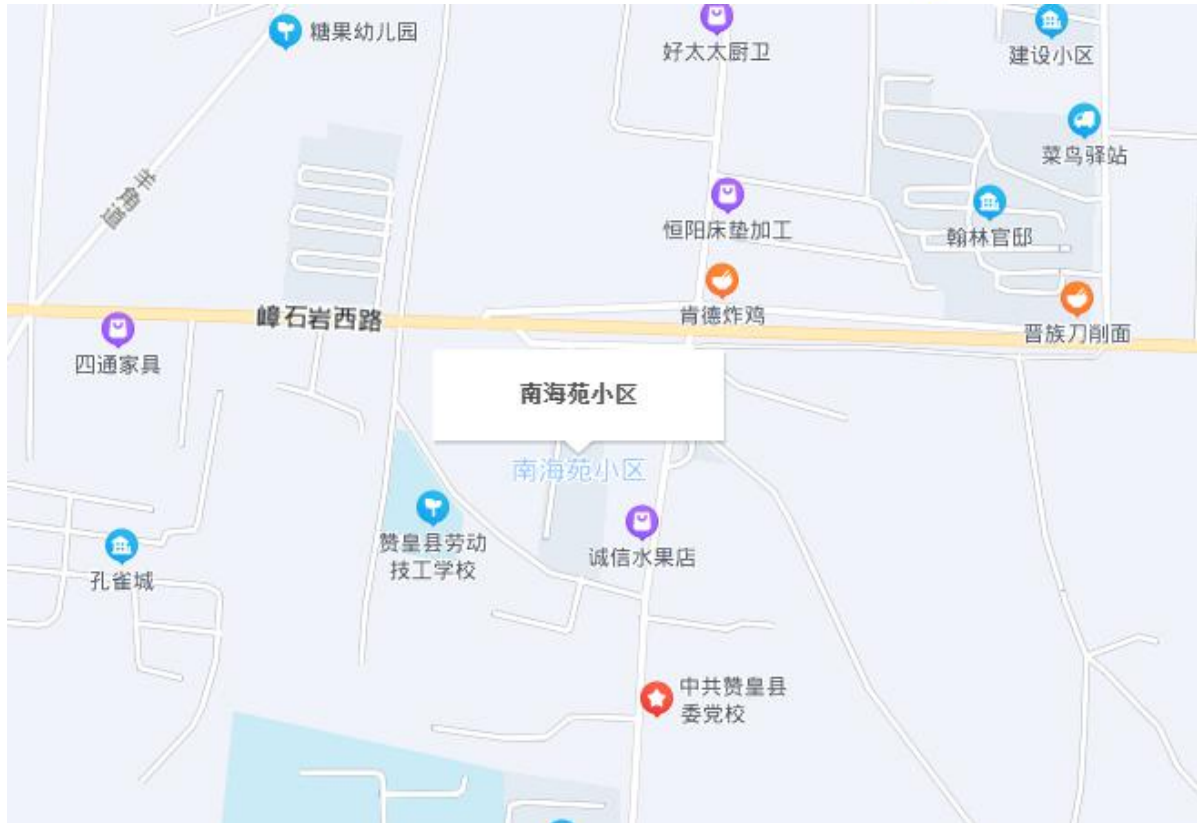 糖果幼儿园
好太太厨卫
建设小区
菜鸟驿站
羊角道
恒阳床垫加工
翰林官邸
肯德炸鸡
嶂石岩西路
晋族刀削面
四通家具
南海苑小区
南海苑小区
赞皇县劳动
技工学校
诚信水果店
孔雀城
中共赞皇县
委党校